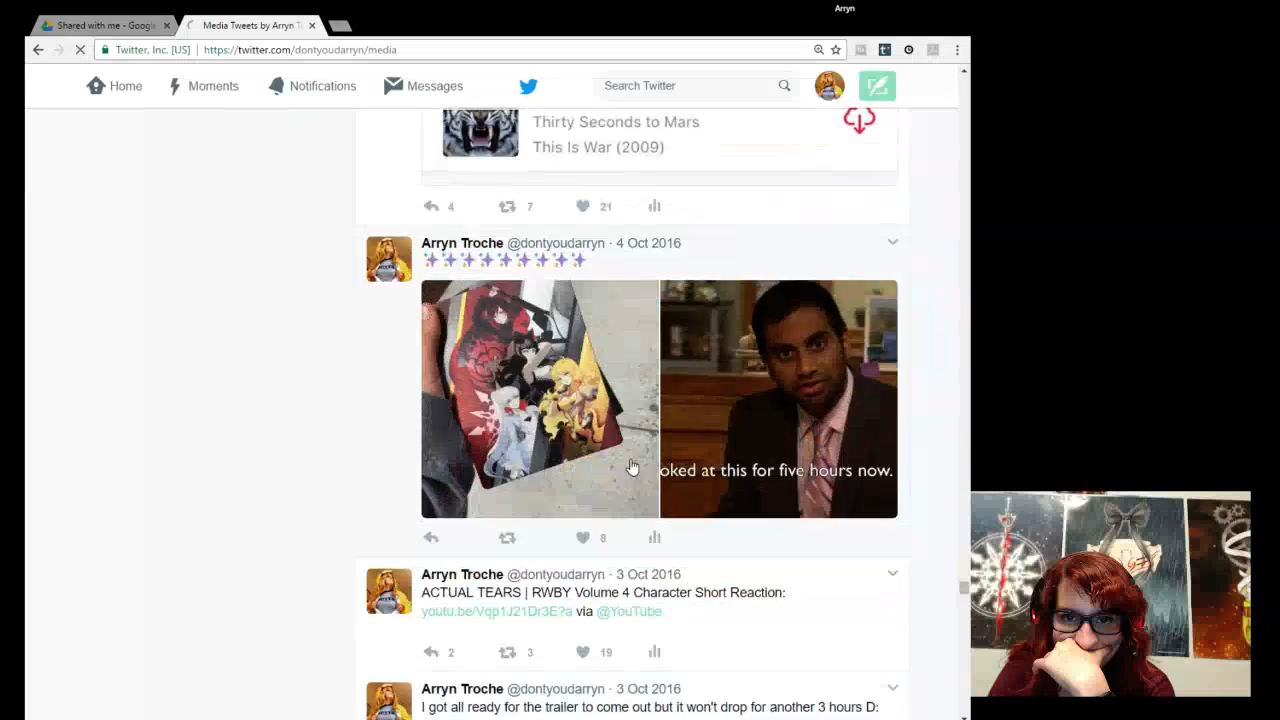 Arryn
Shared with me - Google
Media Tweets by Arryn T
Twitter, Inc. [US] https://twitter.com/dontyoudarryn/media
Home Moments Notifications Messages Search Twitter
Thirty Seconds to Mars
This Is War (2009)
4 7 21
Arryn Troche @dontyoudarryn · 4 Oct 2016
oked at this for five hours now.
8
Arryn Troche @dontyoudarryn · 3 Oct 2016
ACTUAL TEARS | RWBY Volume 4 Character Short Reaction:
youtu.be/Vqp1J21Dr3E?a via @YouTube
2 3 19
Arryn Troche @dontyoudarryn · 3 Oct 2016
I got all ready for the trailer to come out but it won't drop for another 3 hours D: